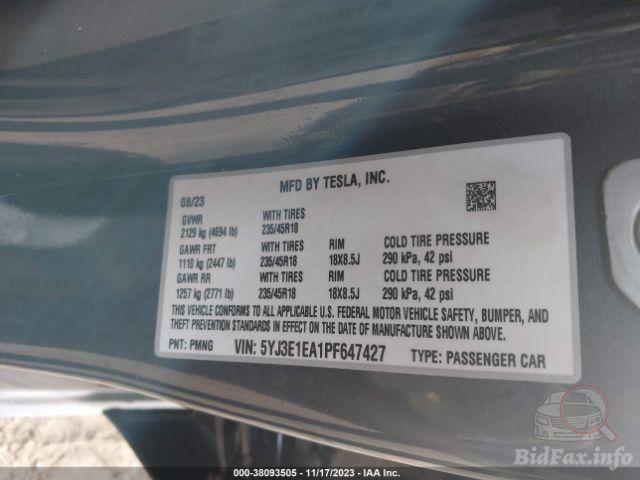 MFD BY TESLA, INC.
08/23
GVWR WITH TIRES
2129 kg (4694 lb) 235/45R18
GAWR FRT WITH TIRES RIM COLD TIRE PRESSURE
1110 kg (2447 lb) 235/45R18 18X8.5J 290 kPa, 42 psi
GAWR RR WITH TIRES RIM COLD TIRE PRESSURE
1257 kg (2771 lb) 235/45R18 18X8.5J 290 kPa, 42 psi
THIS VEHICLE CONFORMS TO ALL APPLICABLE U.S. FEDERAL MOTOR VEHICLE SAFETY, BUMPER, AND
THEFT PREVENTION STANDARDS IN EFFECT ON THE DATE OF MANUFACTURE SHOWN ABOVE.
PNT: PMNG VIN: 5YJ3E1EA1PF647427 TYPE: PASSENGER CAR
BidFax.info
000-38093505 - 11/17/2023 - IAA Inc.